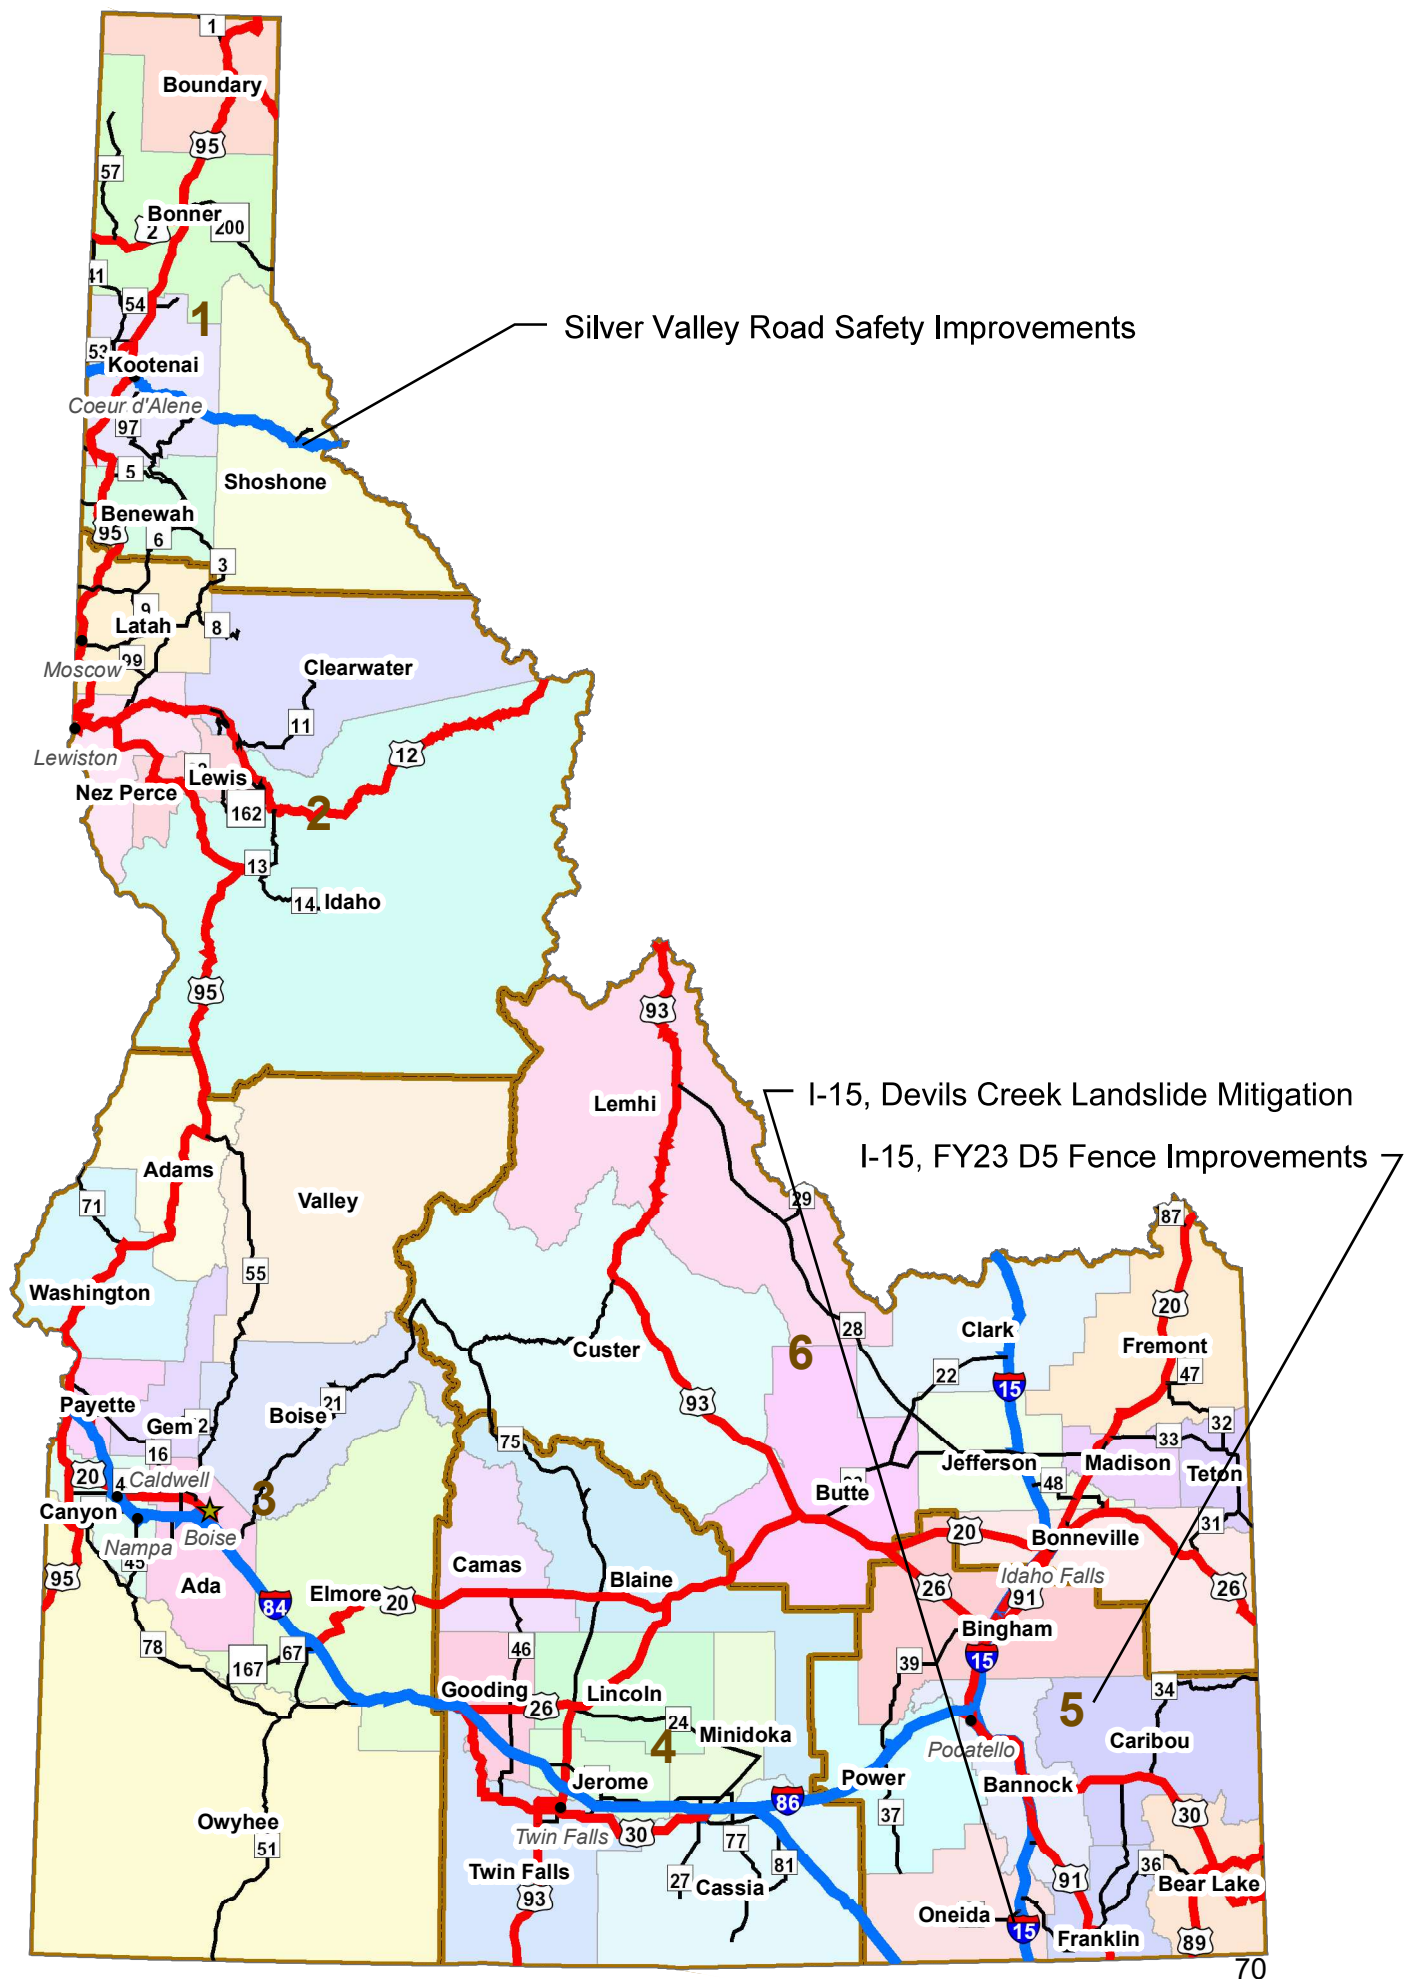 1
Boundary
95
57
Bonner
2
200
41
54
1
Silver Valley Road Safety Improvements
53
Kootenai
Coeur d'Alene
97
5
Shoshone
Benewah
95
6
3
9
Latah
8
99
Moscow
Clearwater
11
12
Lewiston
Lewis
Nez Perce
162
2
13
14
Idaho
95
93
I-15, Devils Creek Landslide Mitigation
Lemhi
I-15, FY23 D5 Fence Improvements
Adams
71
Valley
29
87
55
Washington
20
28
Clark
Fremont
Custer
6
22
47
15
93
Payette
Boise
21
Gem
16
75
32
33
Jefferson
Madison
Teton
20
Caldwell
4
48
Butte
3
Canyon
Boise
Nampa
31
20
Bonneville
45
Camas
Blaine
Idaho Falls
95
Ada
Elmore
20
26
91
26
84
Bingham
78
46
167
67
39
15
Gooding
26
Lincoln
24
5
34
Minidoka
4
Caribou
Pocatello
Jerome
Power
Bannock
86
37
30
Owyhee
51
Twin Falls
30
77
81
36
Twin Falls
27
Cassia
91
Bear Lake
93
Oneida
15
Franklin
89
70